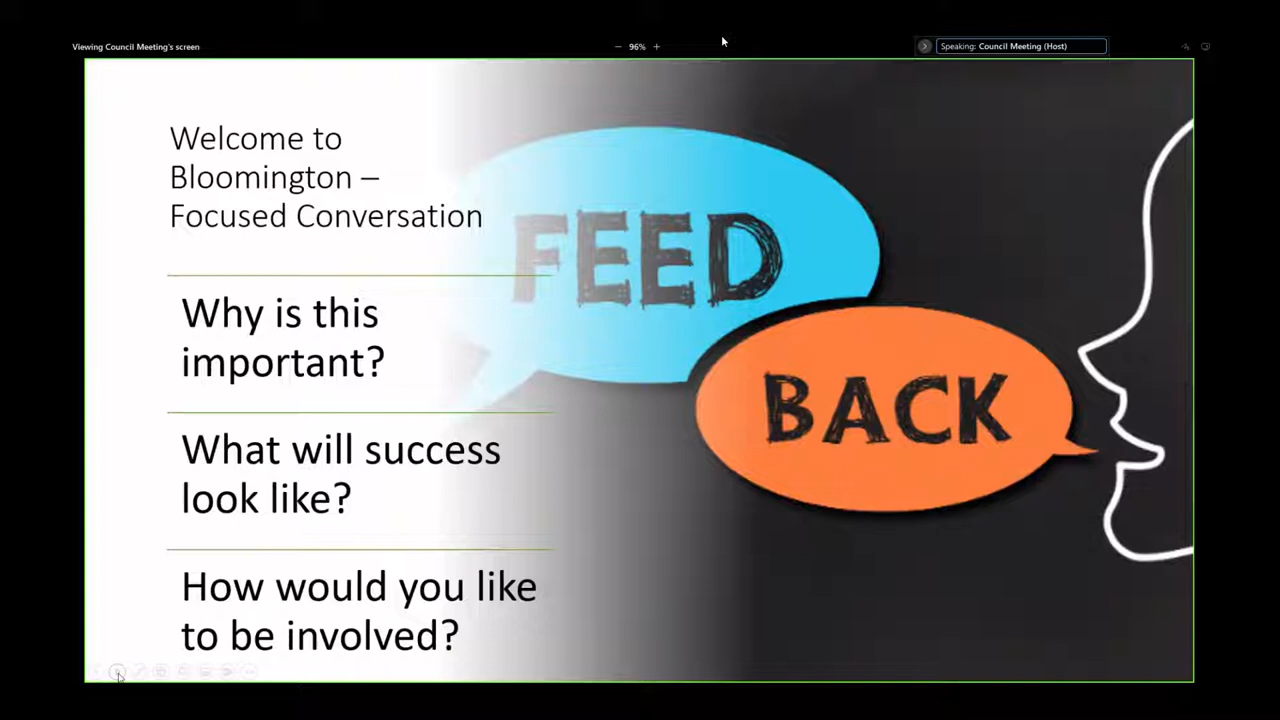 Viewing Council Meeting's screen
96%
Speaking: Council Meeting (Host)
Welcome to
Bloomington –
Focused Conversation
FEED
BACK
Why is this
important?
What will success
look like?
How would you like
to be involved?